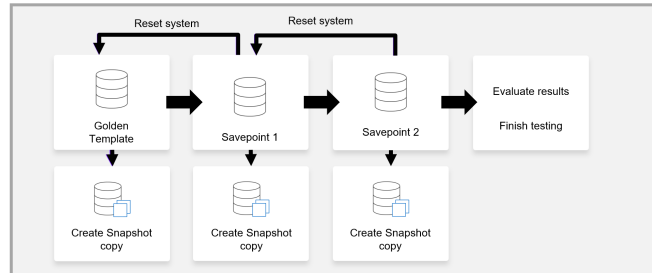 Reset system
Reset system
Golden
Template
Savepoint 1
Savepoint 2
Evaluate results
Finish testing
Create Snapshot
copy
Create Snapshot
copy
Create Snapshot
copy